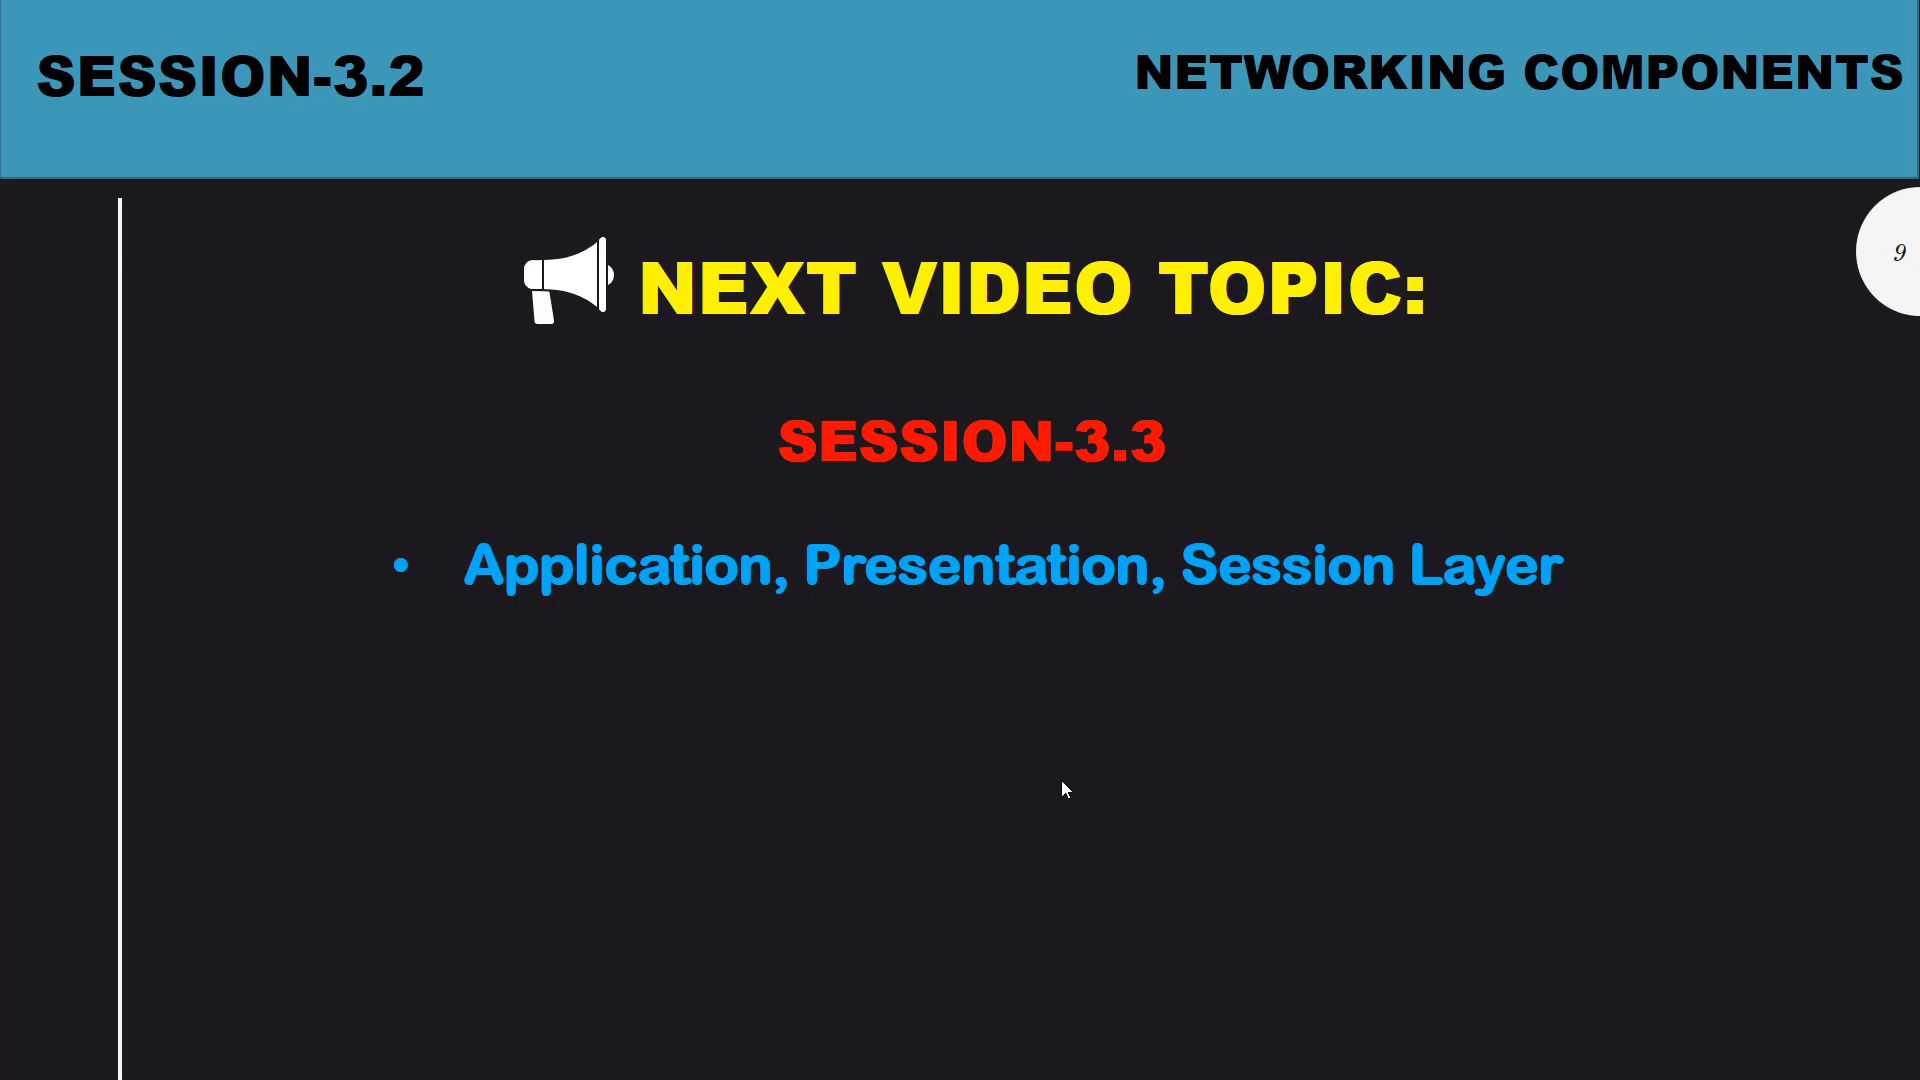 SESSION-3.2
NETWORKING COMPONENTS
9
NEXT VIDEO TOPIC:
SESSION-3.3
• Application, Presentation, Session Layer